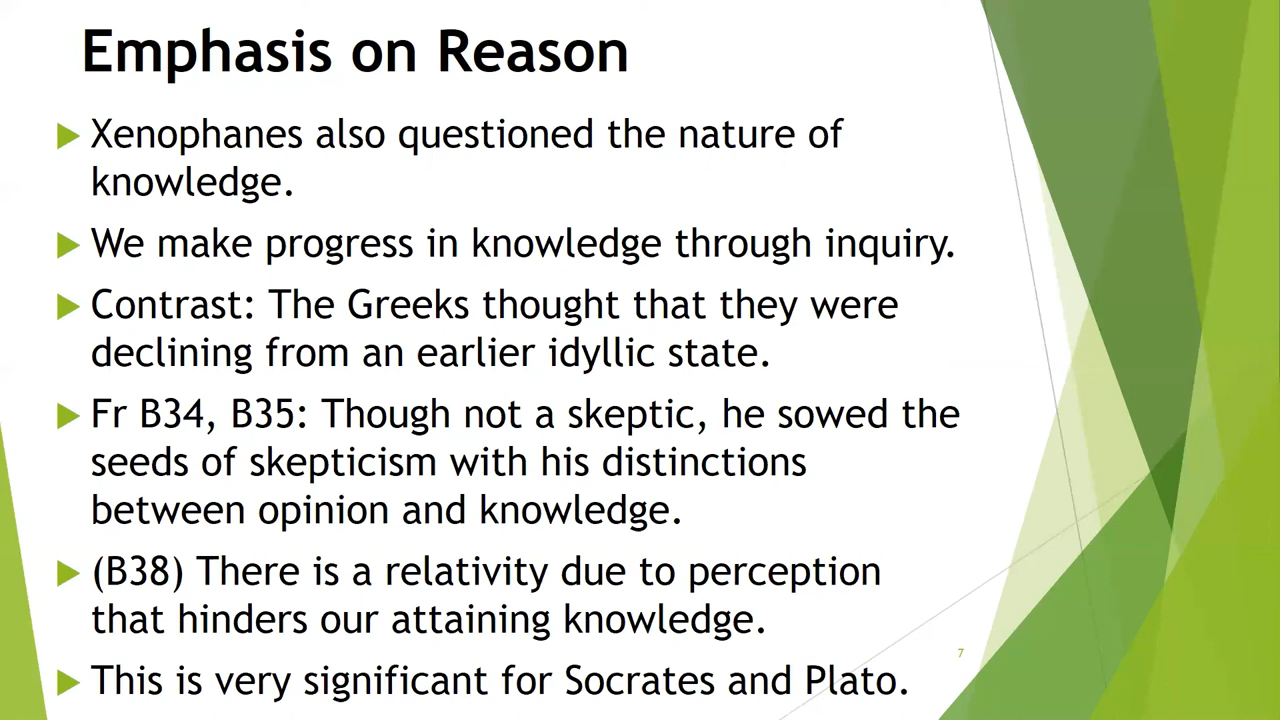 Emphasis on Reason
Xenophanes also questioned the nature of
knowledge.
We make progress in knowledge through inquiry.
Contrast: The Greeks thought that they were
declining from an earlier idyllic state.
Fr B34, B35: Though not a skeptic, he sowed the
seeds of skepticism with his distinctions
between opinion and knowledge.
(B38) There is a relativity due to perception
that hinders our attaining knowledge.
7
This is very significant for Socrates and Plato.